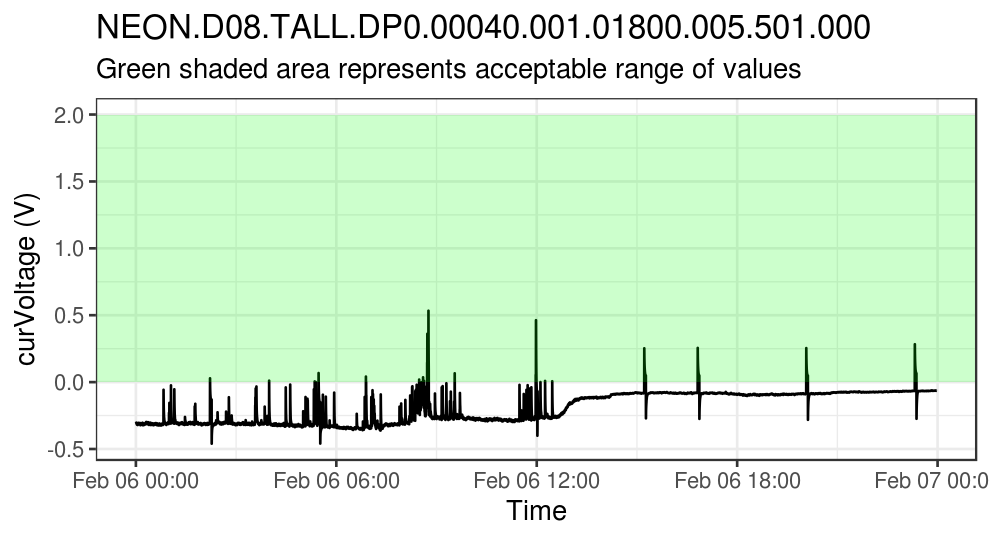 NEON.D08.TALL.DP0.00040.001.01800.005.501.000
Green shaded area represents acceptable range of values
curVoltage (V)
2.0
1.5
1.0
0.5
0.0
-0.5
Feb 06 00:00 Feb 06 06:00 Feb 06 12:00 Feb 06 18:00 Feb 07 00:0
Time